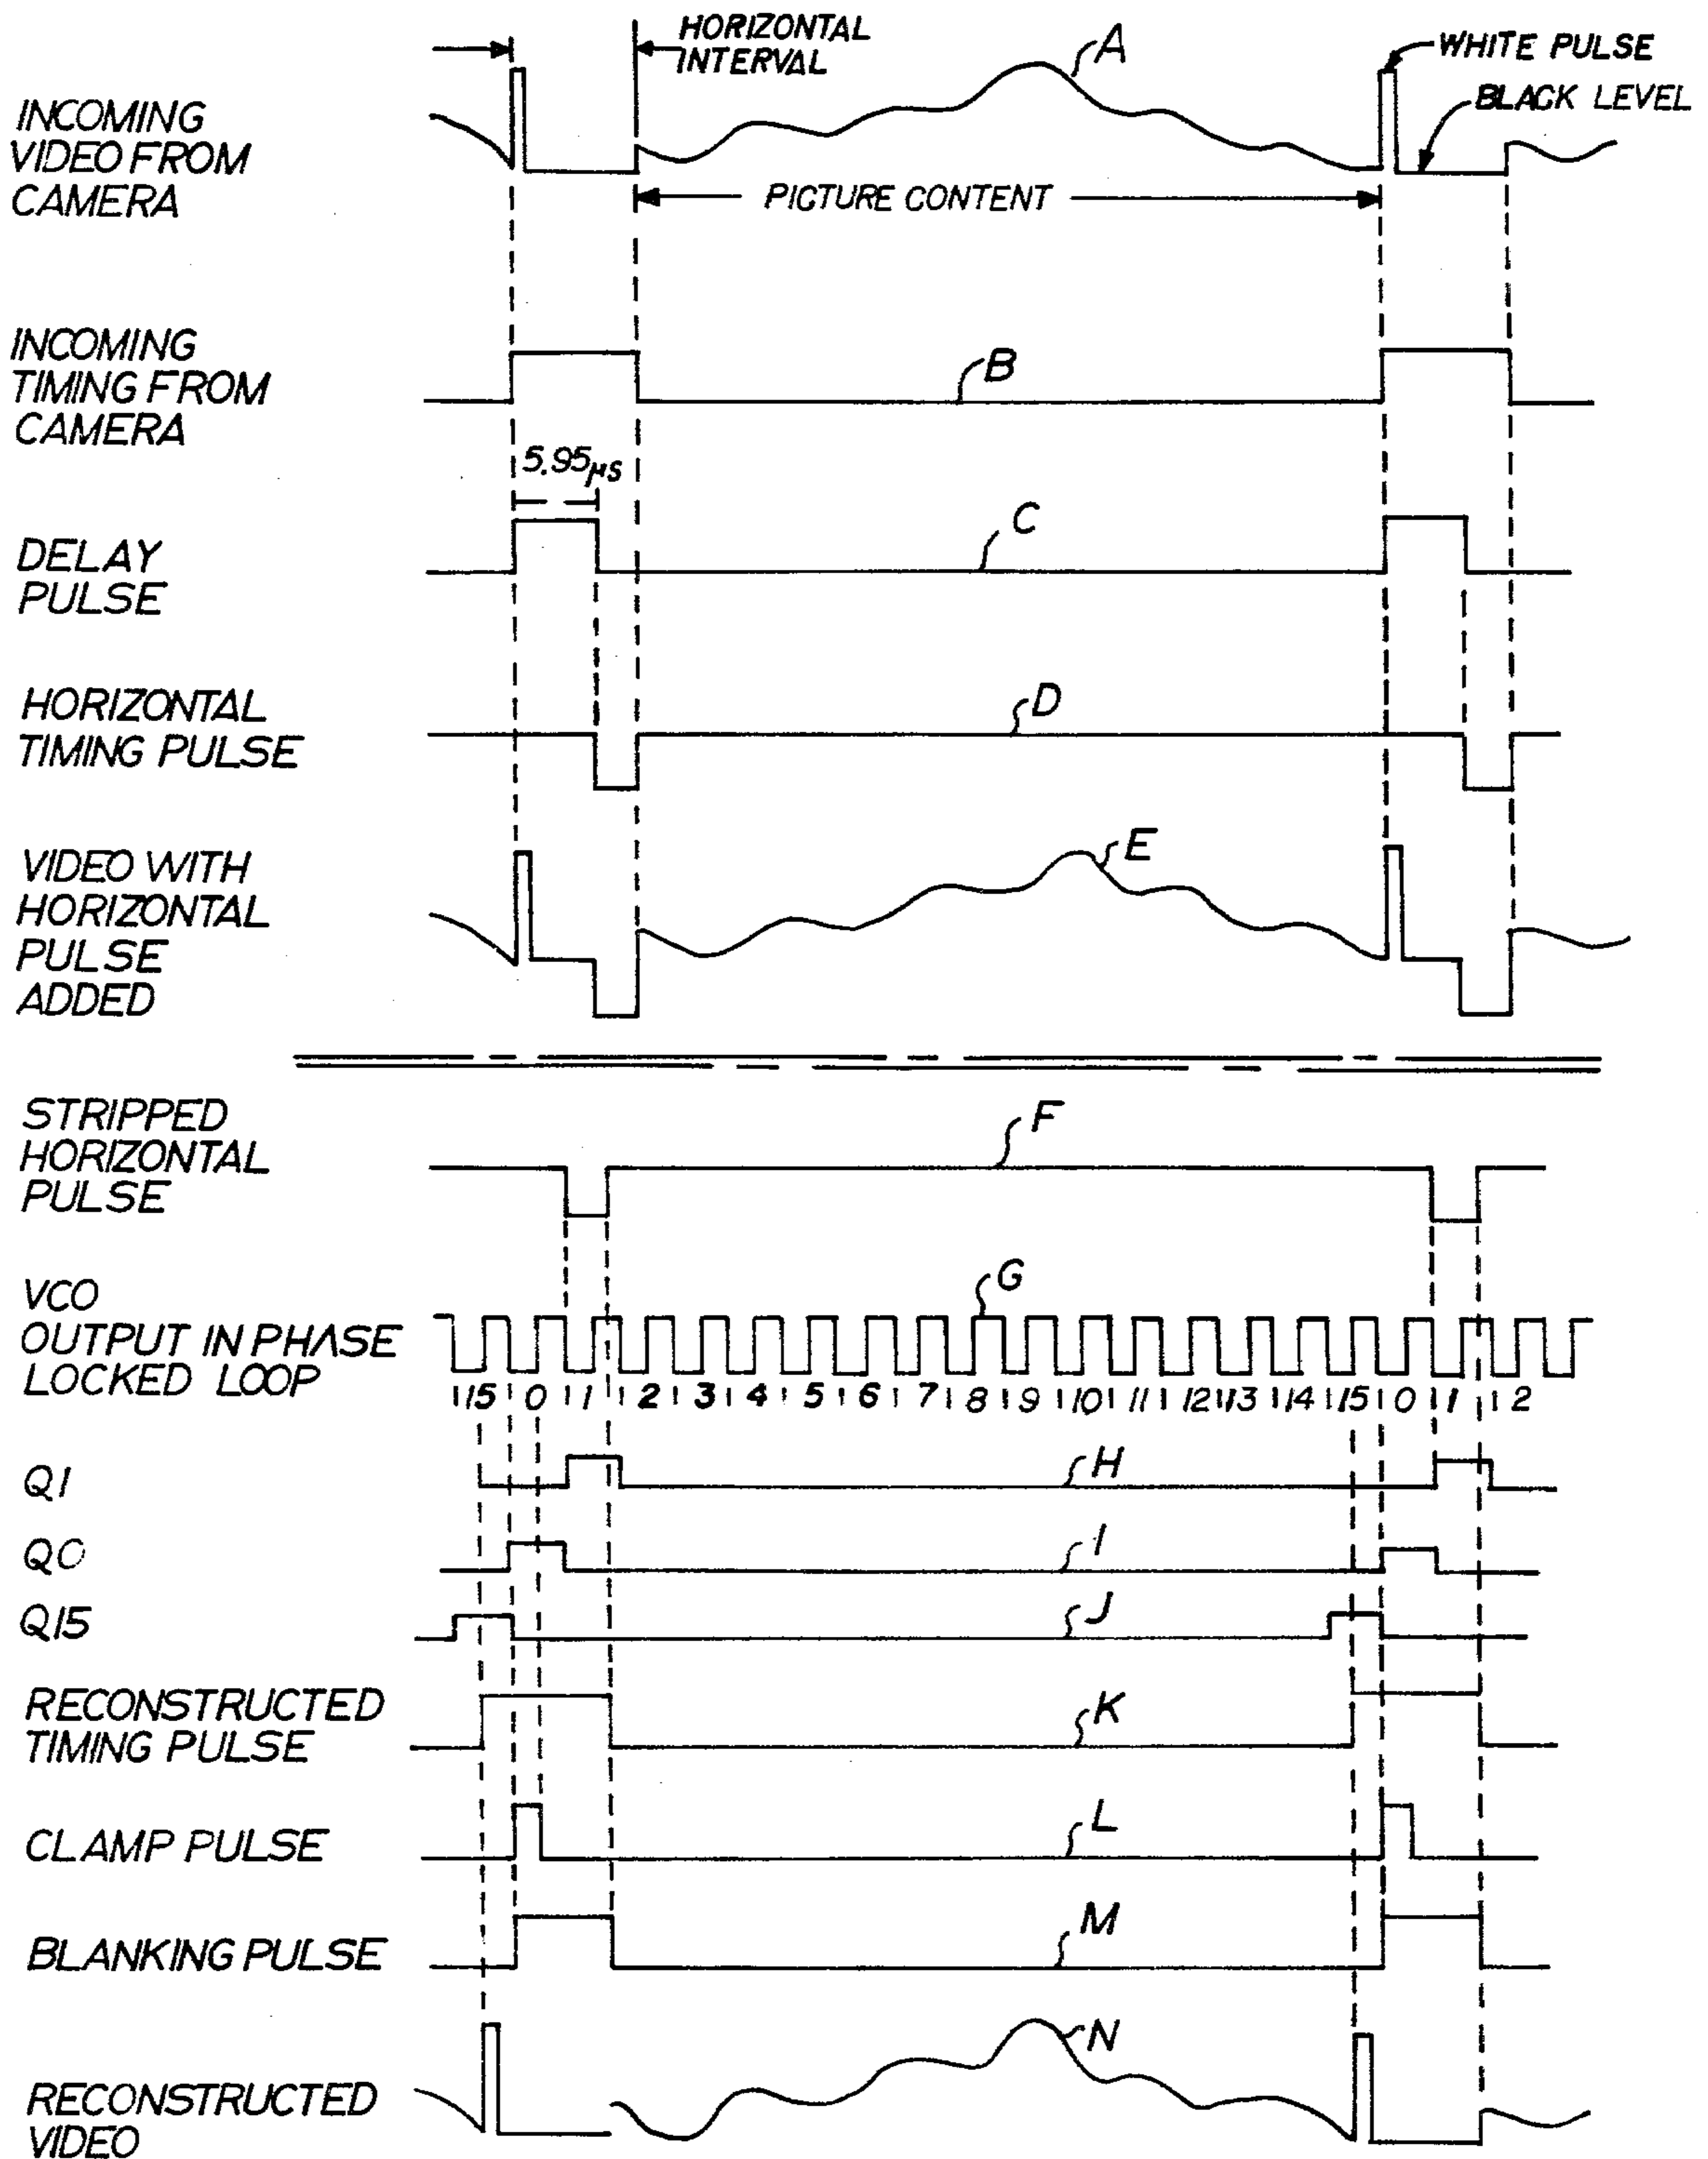 HORIZONTAL
INTERVAL
A
WHITE PULSE
BLACK LEVEL
INCOMING
VIDEO FROM
CAMERA
PICTURE CONTENT
INCOMING
TIMING FROM
CAMERA
B
5.95μs
DELAY
PULSE
C
HORIZONTAL
TIMING PULSE
D
VIDEO WITH
HORIZONTAL
PULSE
ADDED
E
STRIPPED
HORIZONTAL
PULSE
F
VCO
OUTPUT IN PHASE
LOCKED LOOP
G
15 0 1 2 3 4 5 6 7 8 9 10 11 12 13 14 15 0 1 2
Q1
H
Q0
I
Q15
J
RECONSTRUCTED
TIMING PULSE
K
CLAMP PULSE
L
BLANKING PULSE
M
RECONSTRUCTED
VIDEO
N